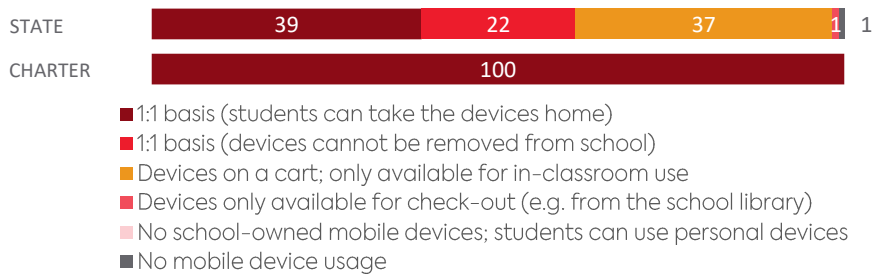 STATE 39 22 37 1 1
CHARTER 100
1:1 basis (students can take the devices home)
1:1 basis (devices cannot be removed from school)
Devices on a cart; only available for in-classroom use
Devices only available for check-out (e.g. from the school library)
No school-owned mobile devices; students can use personal devices
No mobile device usage